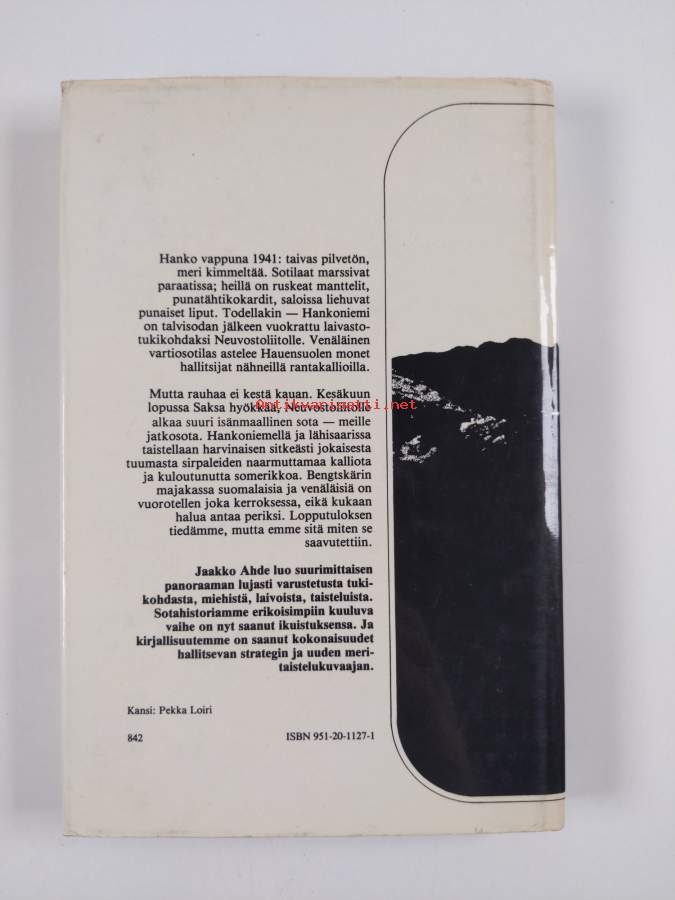 Hanko vappuna 1941: taivas pilvetön,
meri kimmeltää. Sotilaat marssivat
paraatissa; heillä on ruskeat manttelit,
punatähtikokardit, saloissa liehuvat
punaiset liput. Todellakin — Hankoniemi
on talvisodan jälkeen vuokrattu laivasto-
tukikohdaksi Neuvostoliitolle. Venäläinen
vartiosotilas astelee Hauensuolen monet
hallitsijat nähneillä rantakallioilla.
Mutta rauhaa ei kestä kauan. Kesäkuun
lopussa Saksa hyökkää, Neuvostoliitolle
Antikvariaatti.net
alkaa suuri isänmaallinen sota — meille
jatkosota. Hankoniemellä ja lähisaarissa
taistellaan harvinaisen sitkeästi jokaisesta
tuumasta sirpaleiden naarmuttamaa kalliota
ja kuloutunutta somerikkoa. Bengtskärin
majakassa suomalaisia ja venäläisiä on
vuorotellen joka kerroksessa, eikä kukaan
halua antaa periksi. Lopputuloksen
tiedämme, mutta emme sitä miten se
saavutettiin.
Jaakko Ahde luo suurimittaisen
panoraaman lujasti varustetusta tuki-
kohdasta, miehistä, laivoista, taisteluista.
Sotahistoriamme erikoisimpiin kuuluva
vaihe on nyt saanut ikuistuksensa. Ja
kirjallisuutemme on saanut kokonaisuudet
hallitsevan strategin ja uuden meri-
taistelukuvaajan.
Kansi: Pekka Loiri
842 ISBN 951-20-1127-1